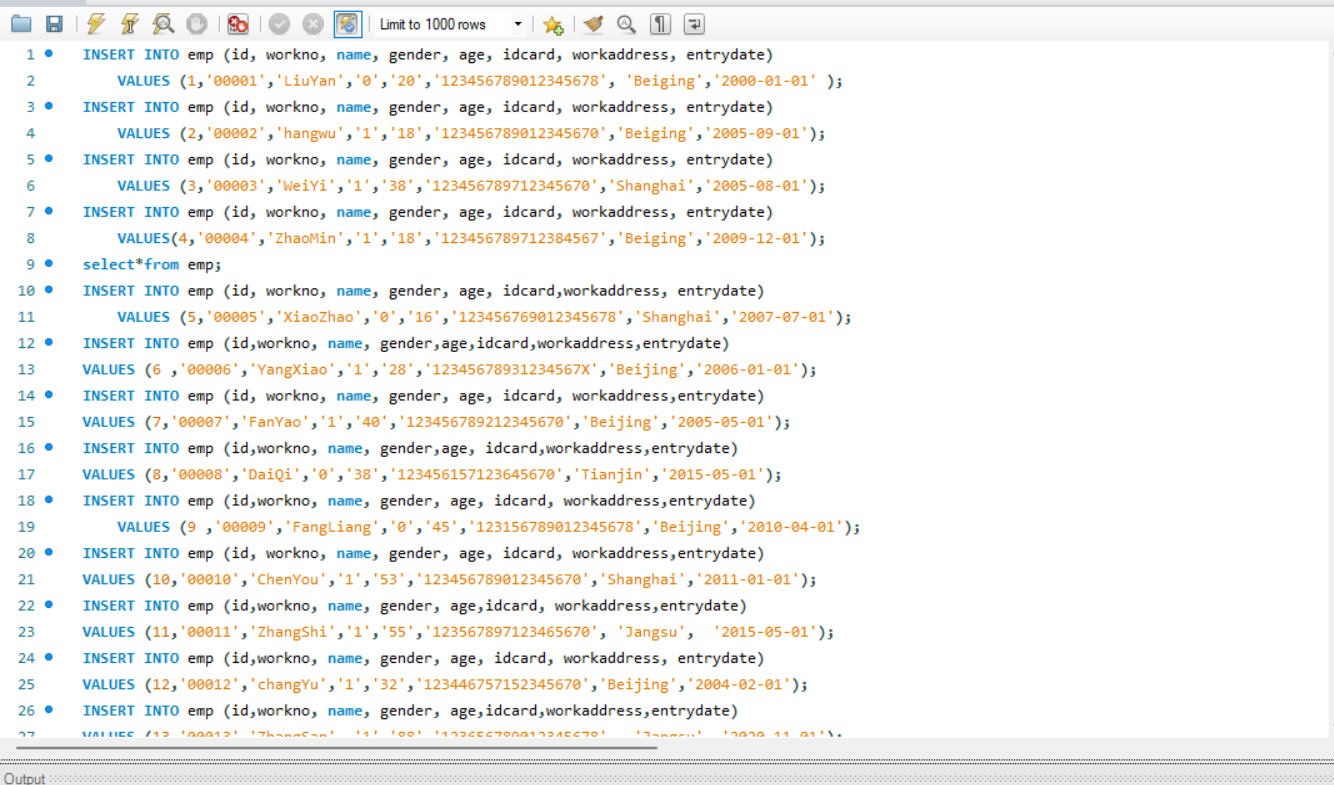 Limit to 1000 rows
1 INSERT INTO emp (id, workno, name, gender, age, idcard, workaddress, entrydate)
2 VALUES (1,'00001','LiuYan','0','20','123456789012345678', 'Beiging','2000-01-01' );
3 INSERT INTO emp (id, workno, name, gender, age, idcard, workaddress, entrydate)
4 VALUES (2,'00002','hangwu','1','18','123456789012345670','Beiging','2005-09-01');
5 INSERT INTO emp (id, workno, name, gender, age, idcard, workaddress, entrydate)
6 VALUES (3,'00003','WeiYi','1','38','123456789712345670','Shanghai','2005-08-01');
7 INSERT INTO emp (id, workno, name, gender, age, idcard, workaddress, entrydate)
8 VALUES(4,'00004','ZhaoMin','1','18','123456789712384567','Beiging','2009-12-01');
9 select*from emp;
10 INSERT INTO emp (id, workno, name, gender, age, idcard,workaddress, entrydate)
11 VALUES (5,'00005','XiaoZhao','0','16','123456769012345678','Shanghai','2007-07-01');
12 INSERT INTO emp (id,workno, name, gender,age,idcard,workaddress,entrydate)
13 VALUES (6 ,'00006','YangXiao','1','28','12345678931234567X','Beijing','2006-01-01');
14 INSERT INTO emp (id, workno, name, gender, age, idcard, workaddress,entrydate)
15 VALUES (7,'00007','FanYao','1','40','123456789212345670','Beijing','2005-05-01');
16 INSERT INTO emp (id,workno, name, gender,age, idcard,workaddress,entrydate)
17 VALUES (8,'00008','DaiQi','0','38','123456157123645670','Tianjin','2015-05-01');
18 INSERT INTO emp (id,workno, name, gender, age, idcard, workaddress,entrydate)
19 VALUES (9 ,'00009','FangLiang','0','45','123156789012345678','Beijing','2010-04-01');
20 INSERT INTO emp (id, workno, name, gender, age, idcard, workaddress,entrydate)
21 VALUES (10,'00010','ChenYou','1','53','123456789012345670','Shanghai','2011-01-01');
22 INSERT INTO emp (id,workno, name, gender, age,idcard, workaddress,entrydate)
23 VALUES (11,'00011','ZhangShi','1','55','123567897123465670', 'Jangsu', '2015-05-01');
24 INSERT INTO emp (id,workno, name, gender, age, idcard, workaddress, entrydate)
25 VALUES (12,'00012','changYu','1','32','123446757152345670','Beijing','2004-02-01');
26 INSERT INTO emp (id,workno, name, gender, age,idcard,workaddress,entrydate)
27 VALUES (13,'00013','ZhangSan','1','88','123656789012345678', 'Jangsu','2020-11-01');
Output